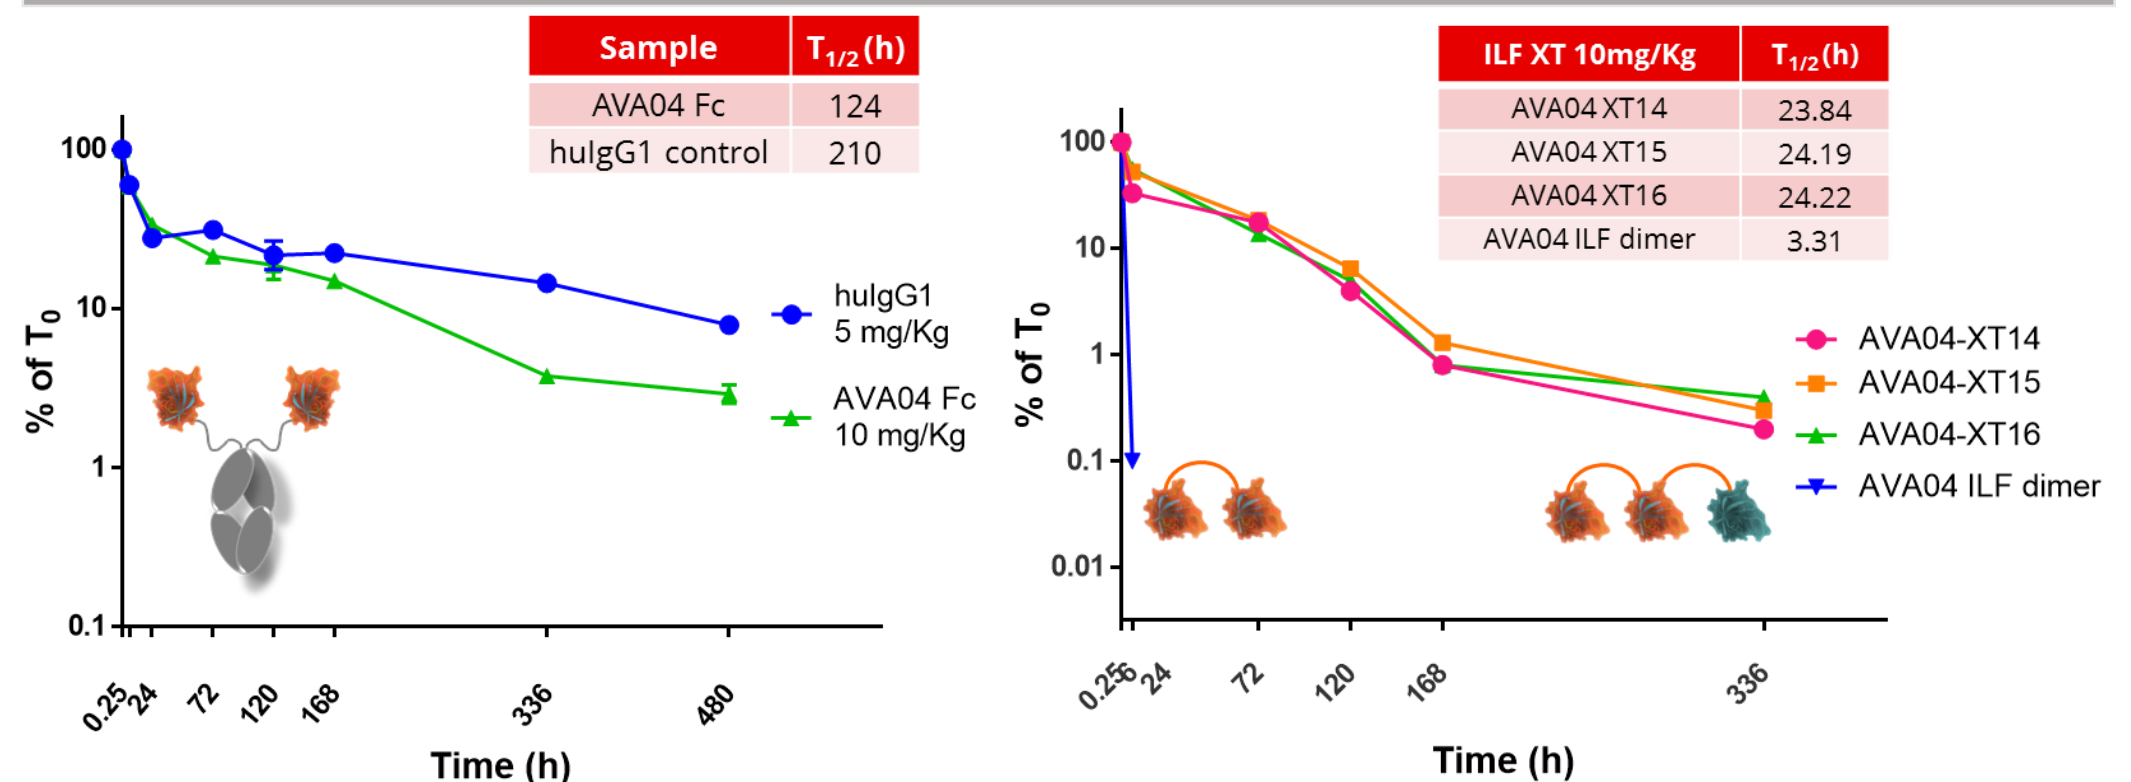 Sample T1/2 (h)
AVA04 Fc 124
huIgG1 control 210
100
10
1
0.1
% of T0
0.25 24 72 120 168 336 480
Time (h)
huIgG1
5 mg/Kg
AVA04 Fc
10 mg/Kg
ILF XT 10mg/Kg T1/2 (h)
AVA04 XT14 23.84
AVA04 XT15 24.19
AVA04 XT16 24.22
AVA04 ILF dimer 3.31
100
10
1
0.1
0.01
% of T0
0.25 6 24 72 120 168 336
Time (h)
AVA04-XT14
AVA04-XT15
AVA04-XT16
AVA04 ILF dimer